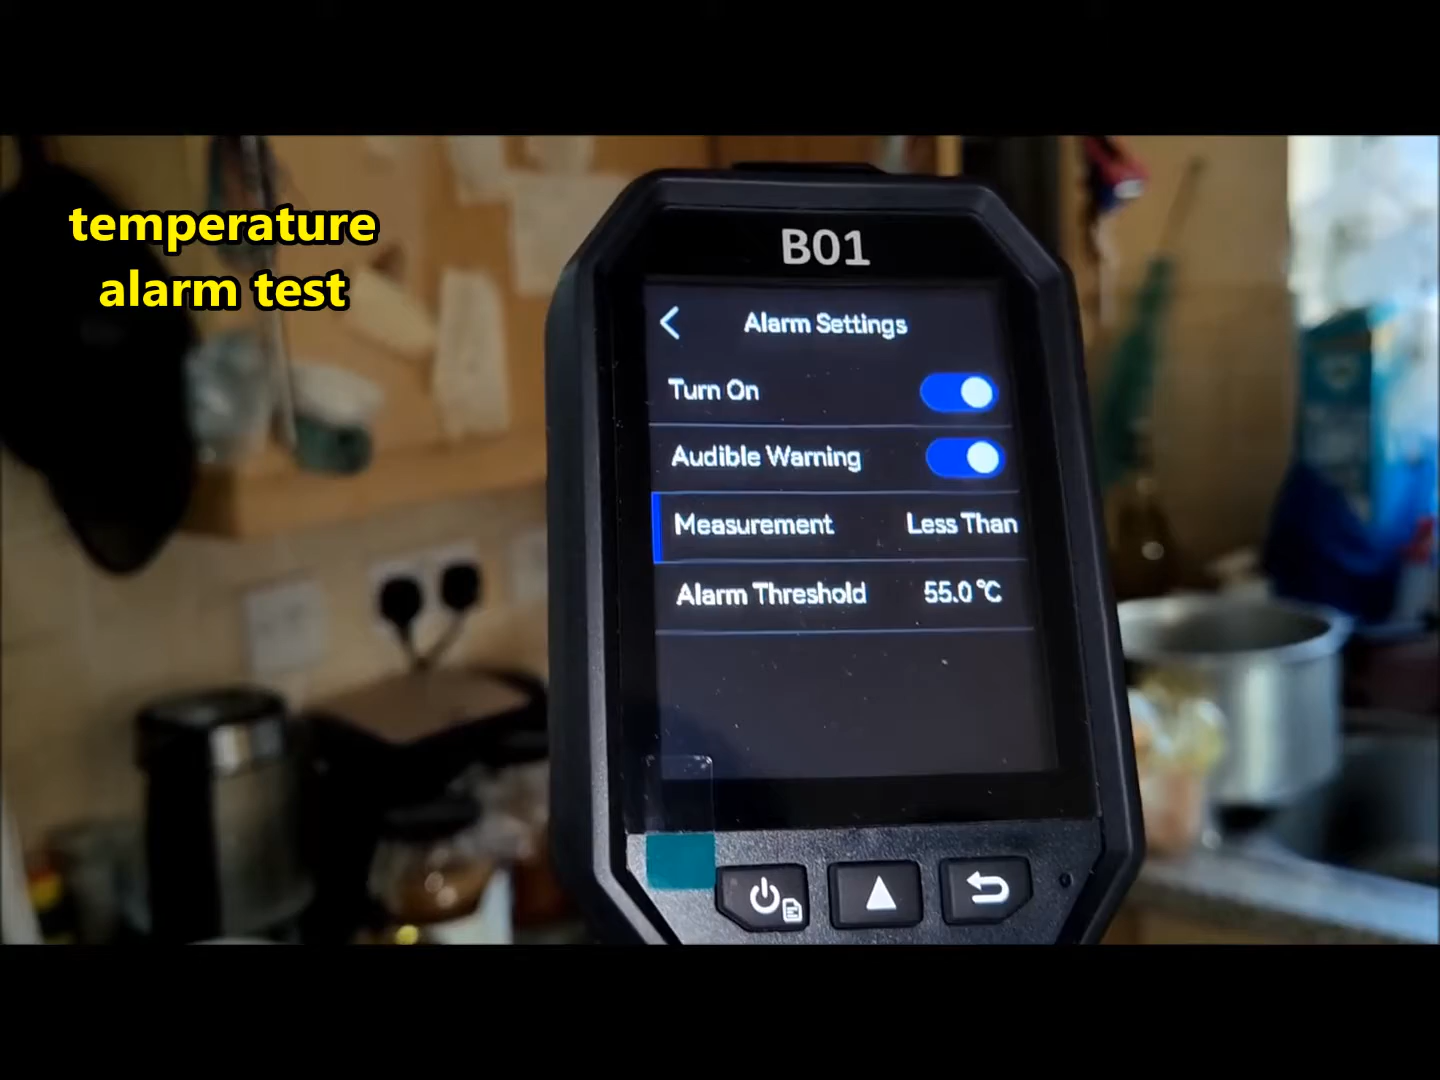 temperature
alarm test
B01
Alarm Settings
Turn On
Audible Warning
Measurement Less Than
Alarm Threshold 55.0 °C